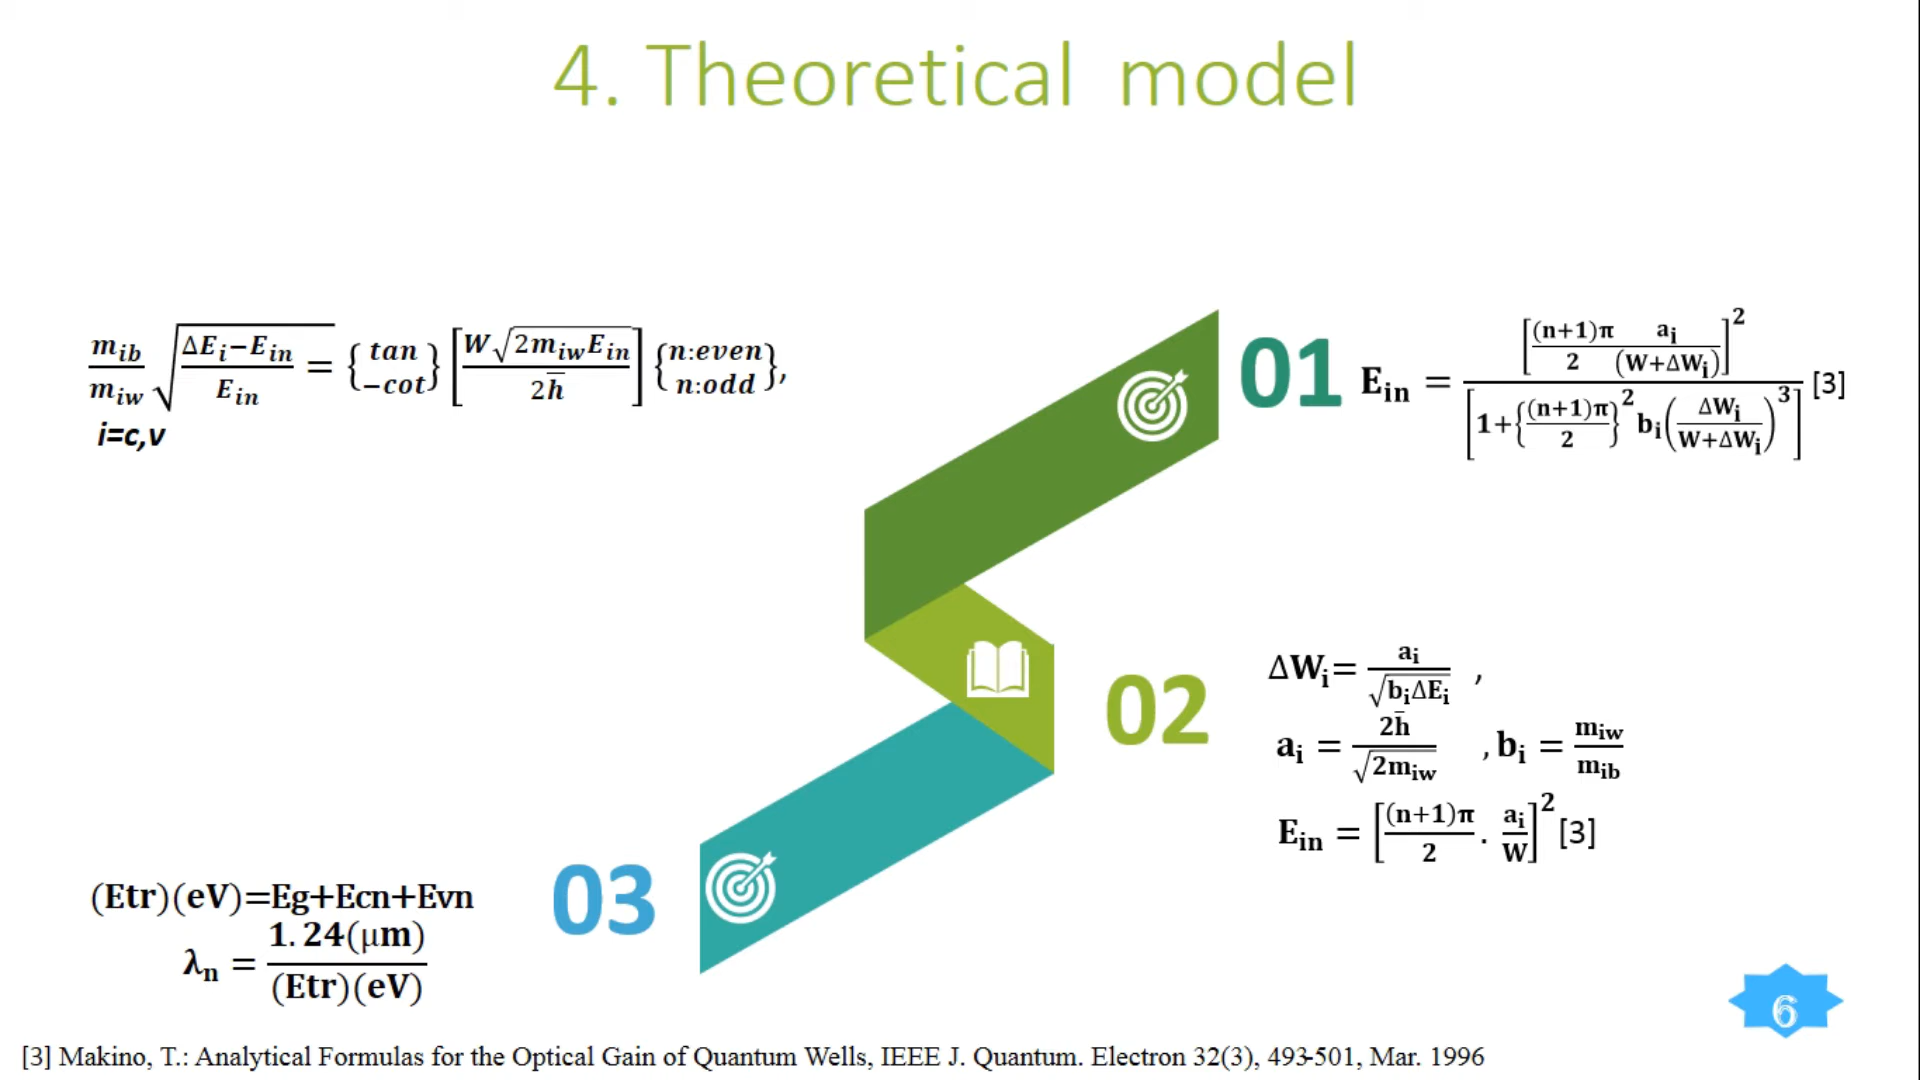 4. Theoretical model
m_ib/m_iw √((ΔE_i−E_in)/E_in) = {tan / −cot} [W√(2m_iw E_in) / 2ħ] {n:even / n:odd},
i=c,v
01 E_in = [(n+1)π/2 a_i/(W+ΔW_i)]² / [1+{(n+1)π/2}² b_i(ΔW_i/(W+ΔW_i))³] [3]
02
ΔW_i= a_i/√(b_iΔE_i) ,
a_i = 2ħ/√(2m_iw) , b_i = m_iw/m_ib
E_in = [(n+1)π/2 . a_i/W]² [3]
03
(Etr)(eV)=Eg+Ecn+Evn
λ_n = 1.24(μm)/(Etr)(eV)
6
[3] Makino, T.: Analytical Formulas for the Optical Gain of Quantum Wells, IEEE J. Quantum. Electron 32(3), 493-501, Mar. 1996